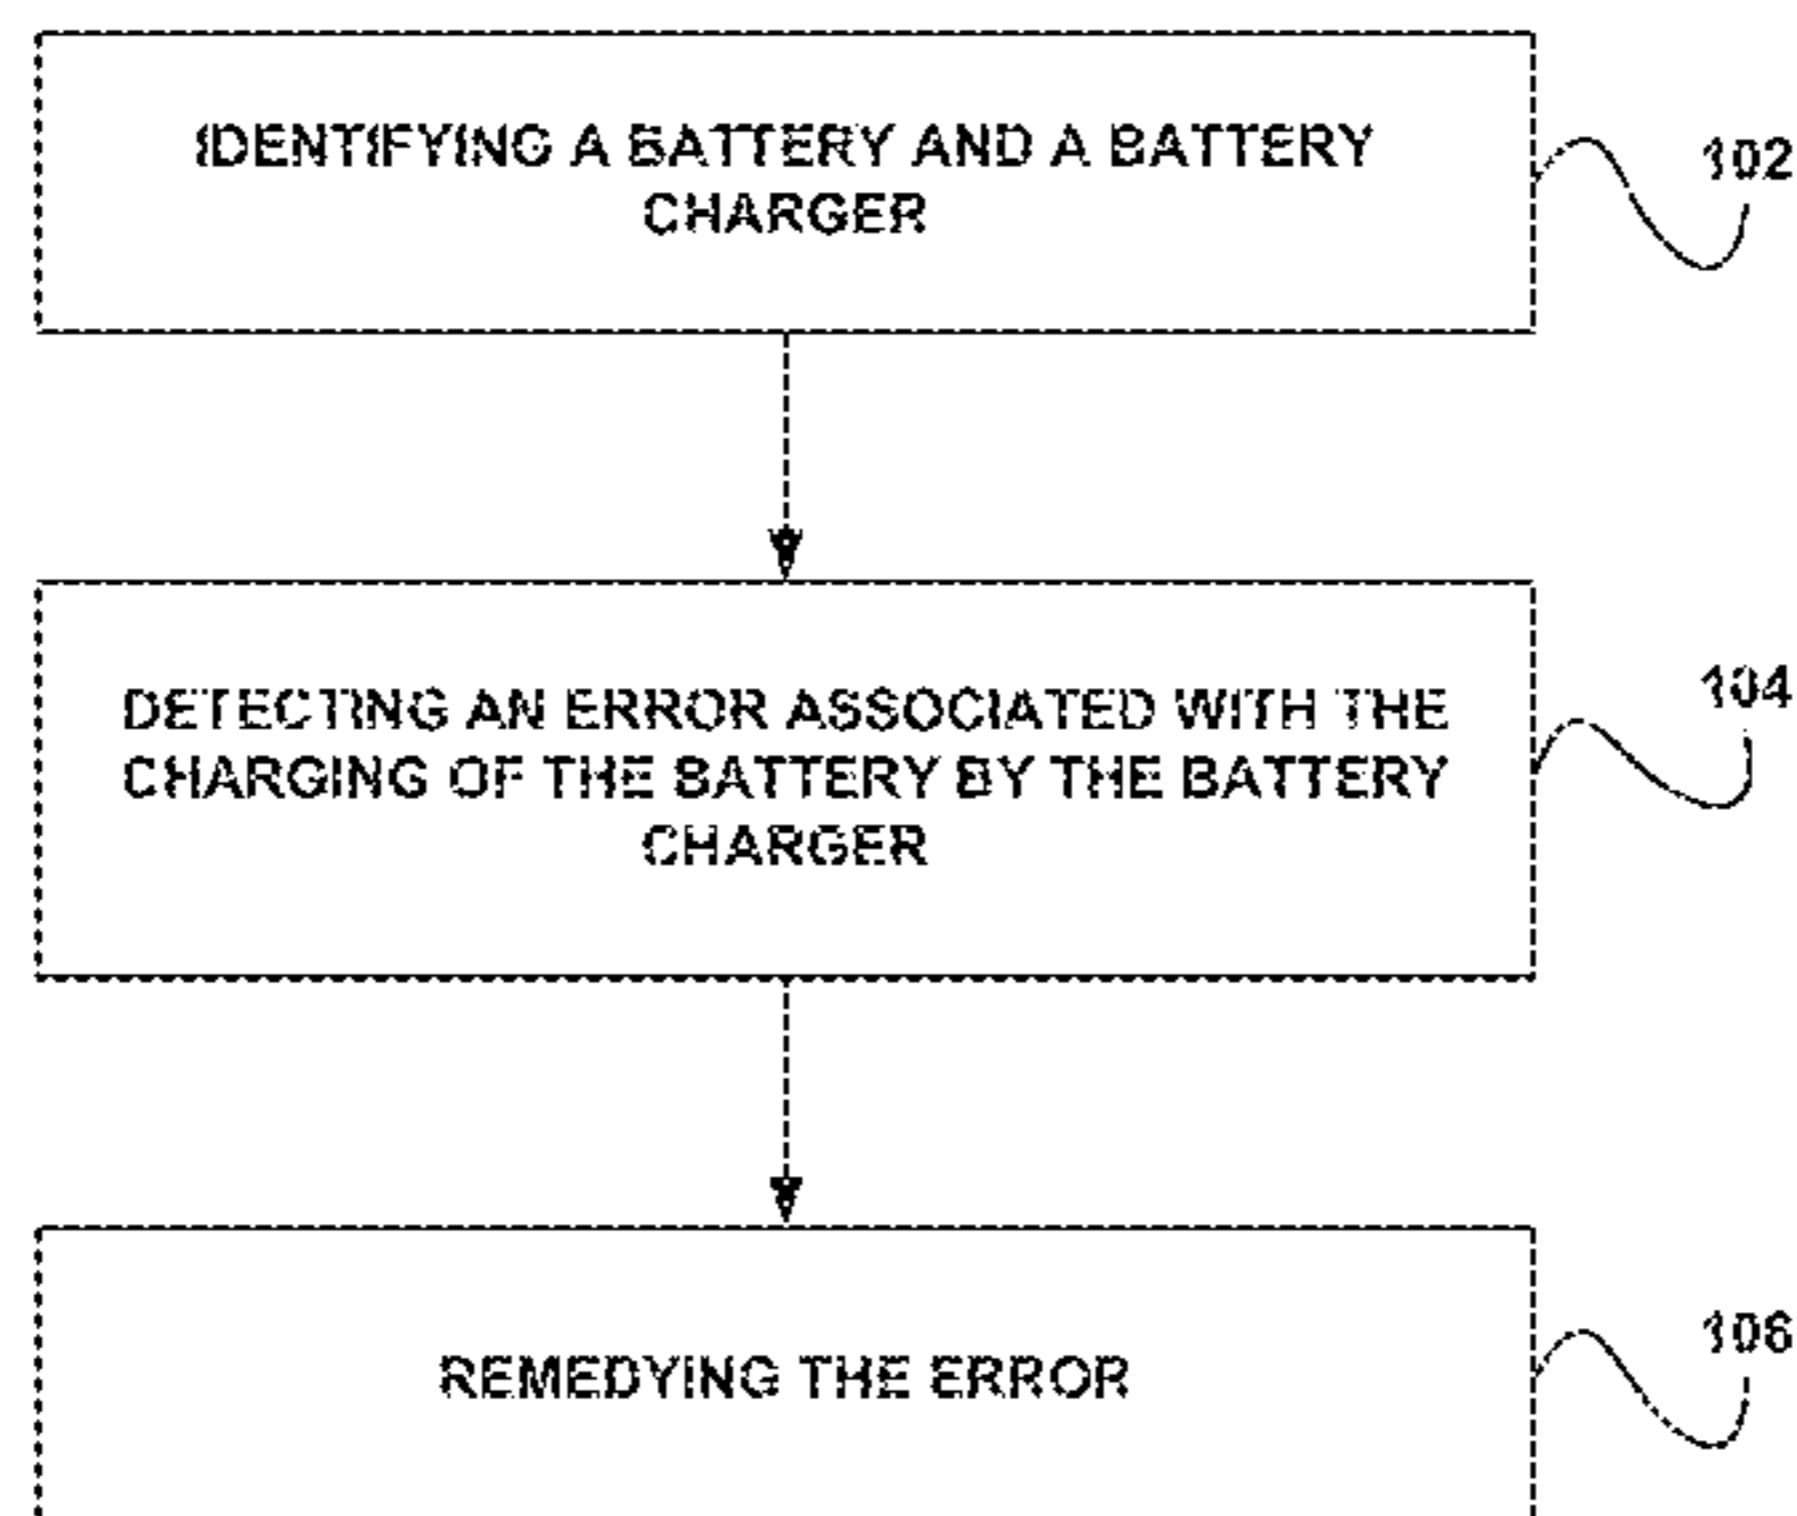 IDENTIFYING A BATTERY AND A BATTERY
CHARGER
102
DETECTING AN ERROR ASSOCIATED WITH THE
CHARGING OF THE BATTERY BY THE BATTERY
CHARGER
104
REMEDYING THE ERROR
106